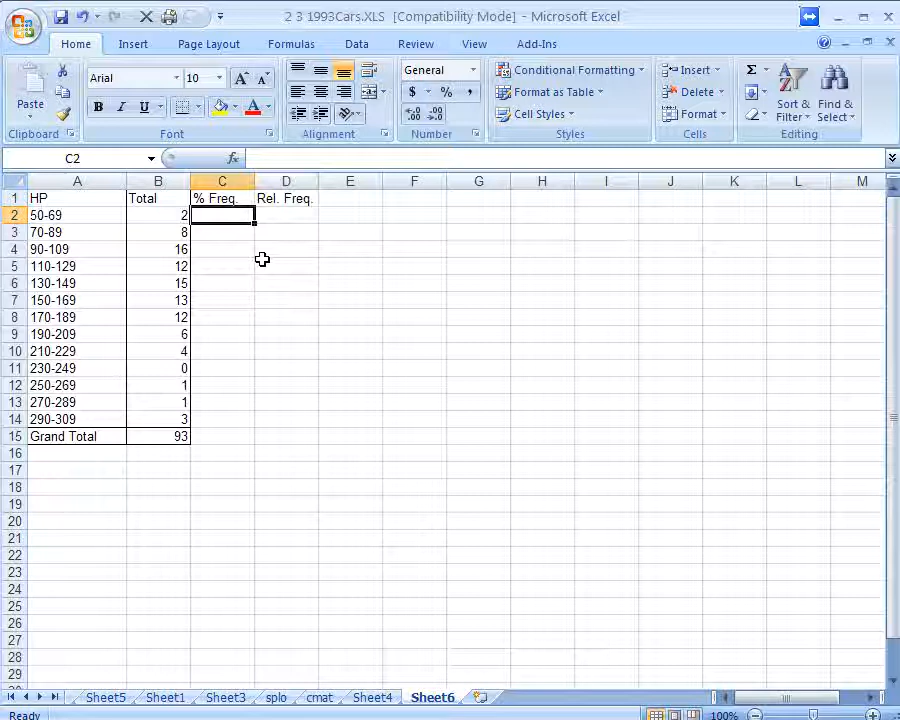 2 3 1993Cars.XLS [Compatibility Mode] - Microsoft Excel
Home Insert Page Layout Formulas Data Review View Add-Ins
Paste
Arial 10
B I U
General
$ % ,
Conditional Formatting
Format as Table
Cell Styles
Insert
Delete
Format
Sort & Filter
Find & Select
Clipboard Font Alignment Number Styles Cells Editing
C2 fx
A B C D E F G H I J K L M
1 HP Total % Freq. Rel. Freq.
2 50-69 2
3 70-89 8
4 90-109 16
5 110-129 12
6 130-149 15
7 150-169 13
8 170-189 12
9 190-209 6
10 210-229 4
11 230-249 0
12 250-269 1
13 270-289 1
14 290-309 3
15 Grand Total 93
16
17
18
19
20
21
22
23
24
25
26
27
28
29
Sheet5 Sheet1 Sheet3 splo cmat Sheet4 Sheet6
Ready 100%